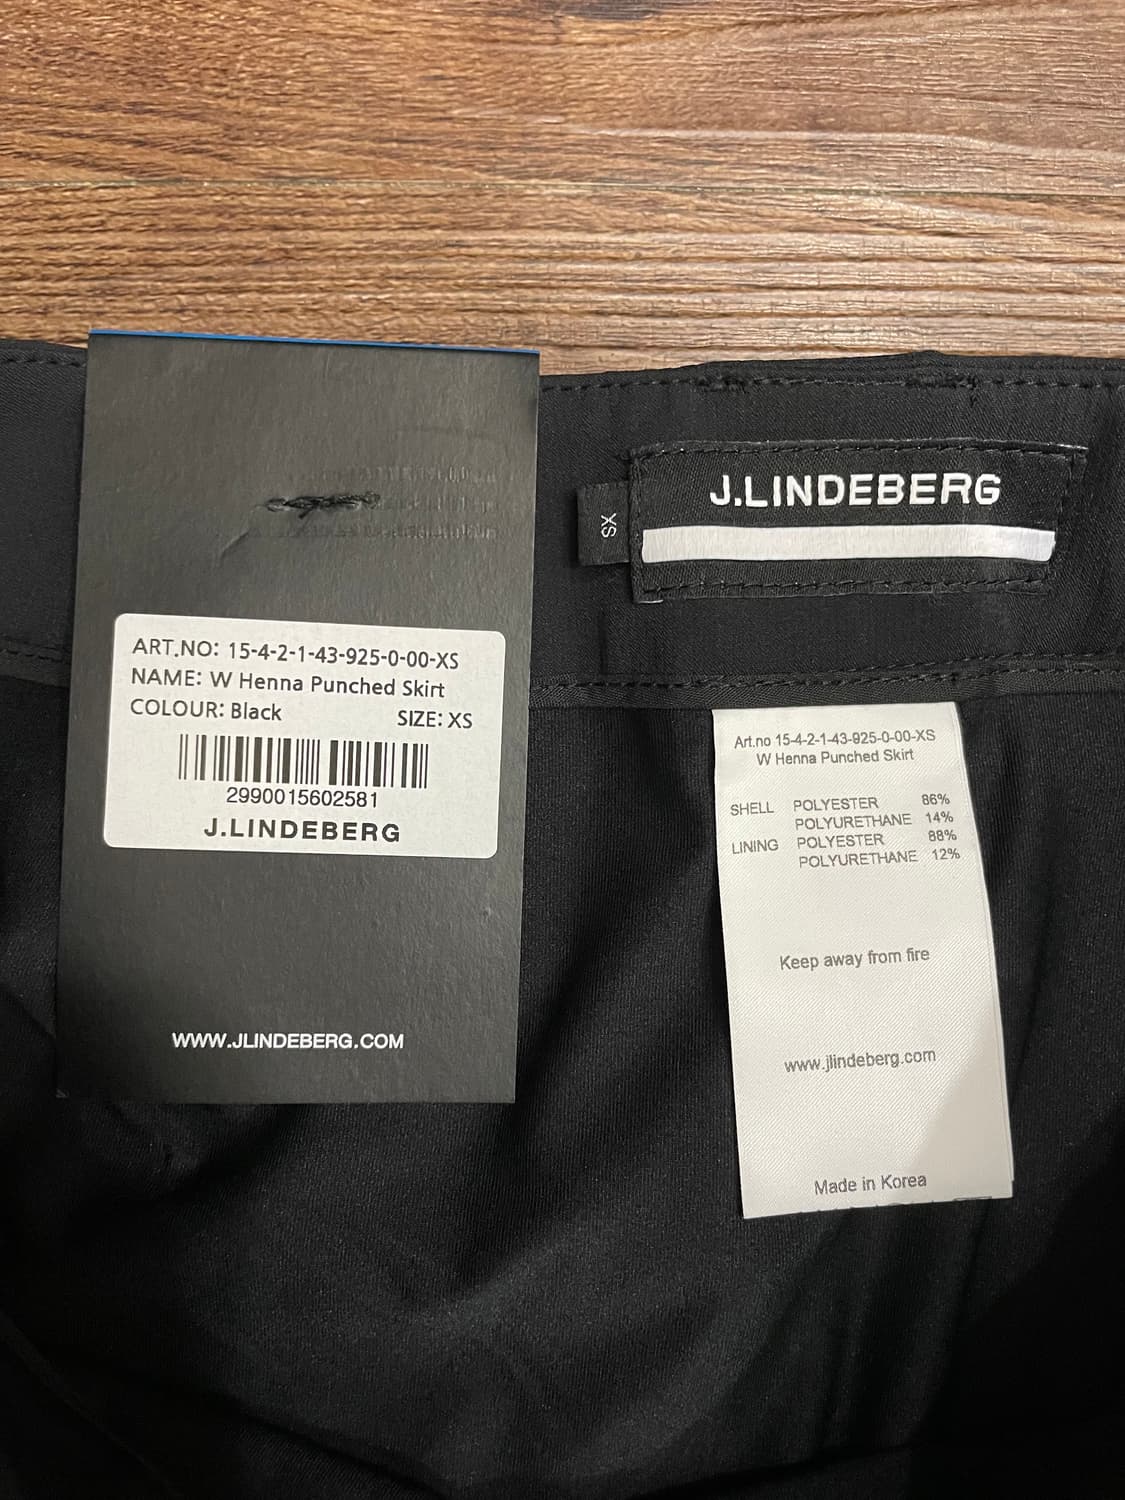 ART.NO: 15-4-2-1-43-925-0-00-XS
NAME: W Henna Punched Skirt
COLOUR: Black SIZE: XS
2990015602581
J.LINDEBERG
WWW.JLINDEBERG.COM
J.LINDEBERG
XS
Art.no 15-4-2-1-43-925-0-00-XS
W Henna Punched Skirt
SHELL POLYESTER 86%
POLYURETHANE 14%
LINING POLYESTER 88%
POLYURETHANE 12%
Keep away from fire
www.jlindeberg.com
Made in Korea